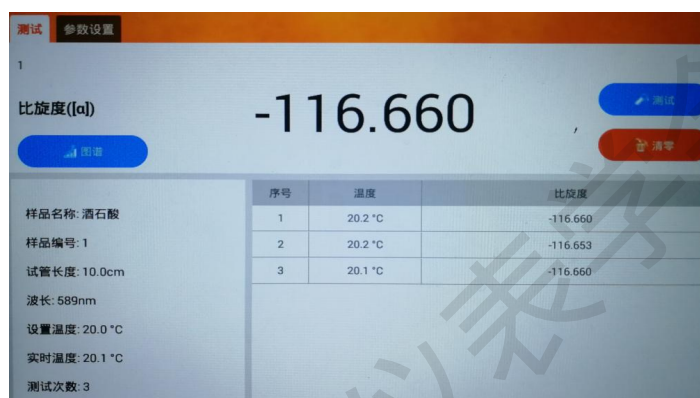 测试 参数设置
1
比旋度([α])
-116.660
,
测试
图谱
清零
序号 温度 比旋度
1 20.2 °C -116.660
2 20.2 °C -116.653
3 20.1 °C -116.660
样品名称: 酒石酸
样品编号: 1
试管长度: 10.0cm
波长: 589nm
设置温度: 20.0 °C
实时温度: 20.1 °C
测试次数: 3
仪表学